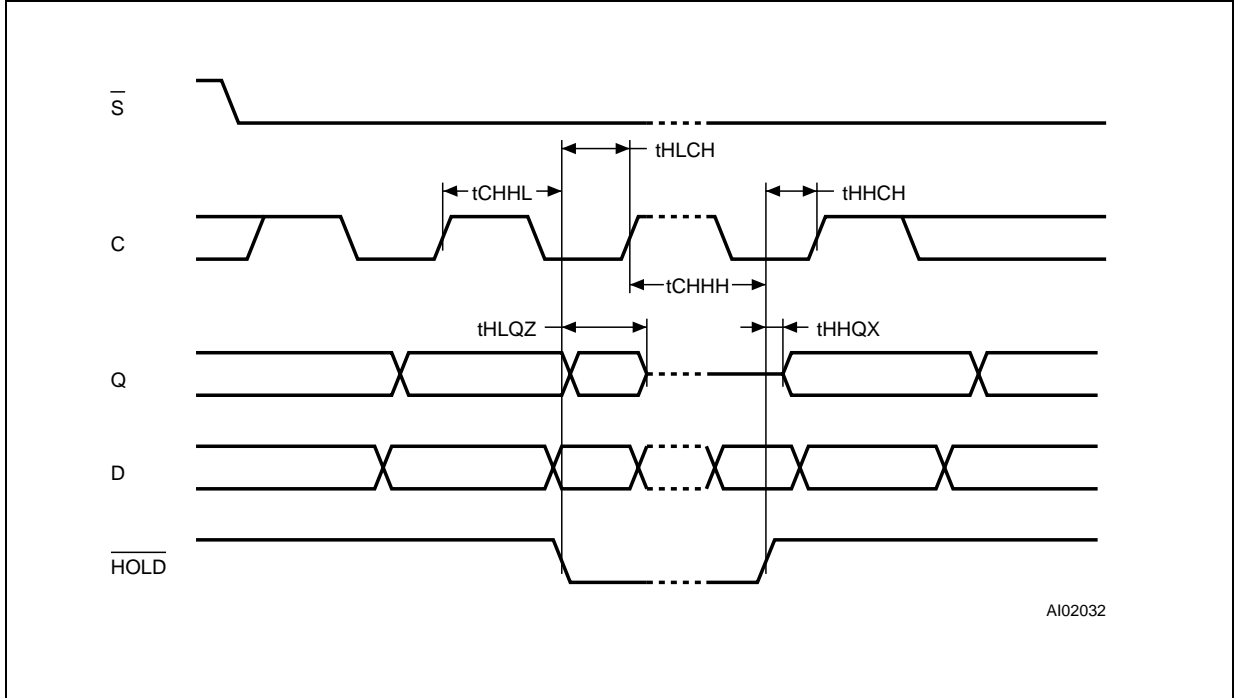 S
tHLCH
tCHHL
tHHCH
C
tCHHH
tHLQZ
tHHQX
Q
D
HOLD
AI02032